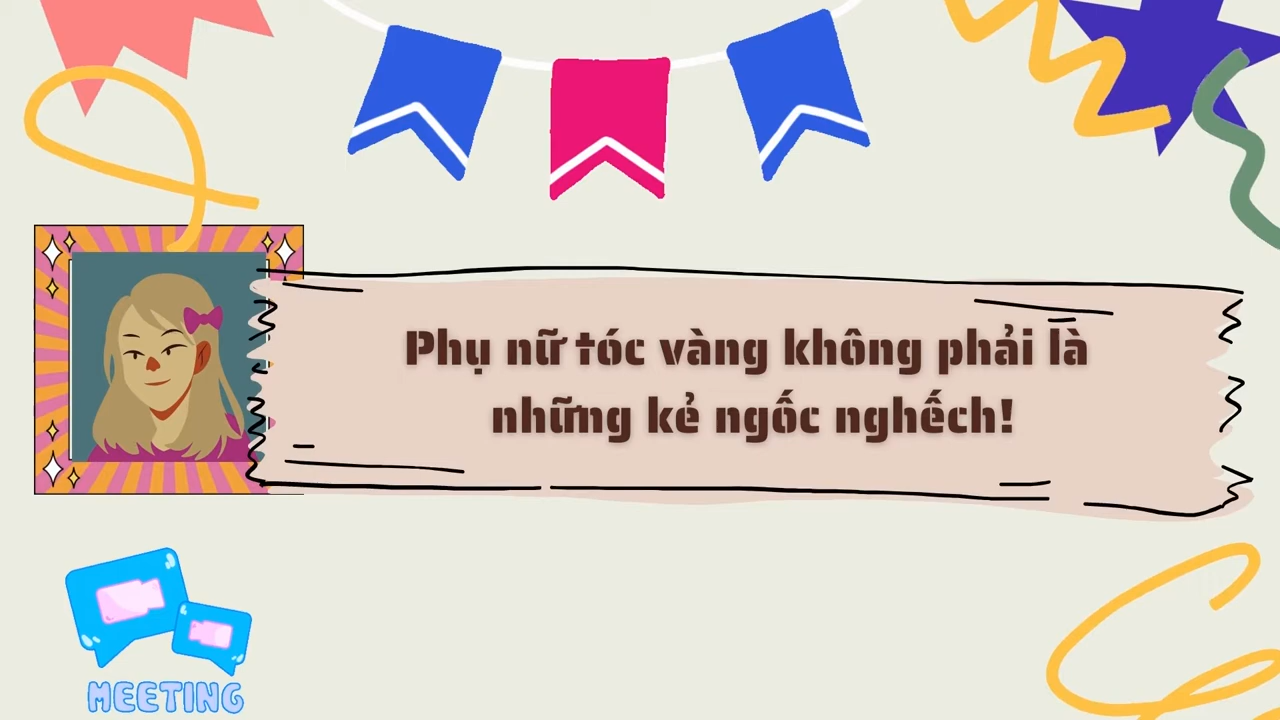 Phụ nữ tóc vàng không phải là
những kẻ ngốc nghếch!
MEETING